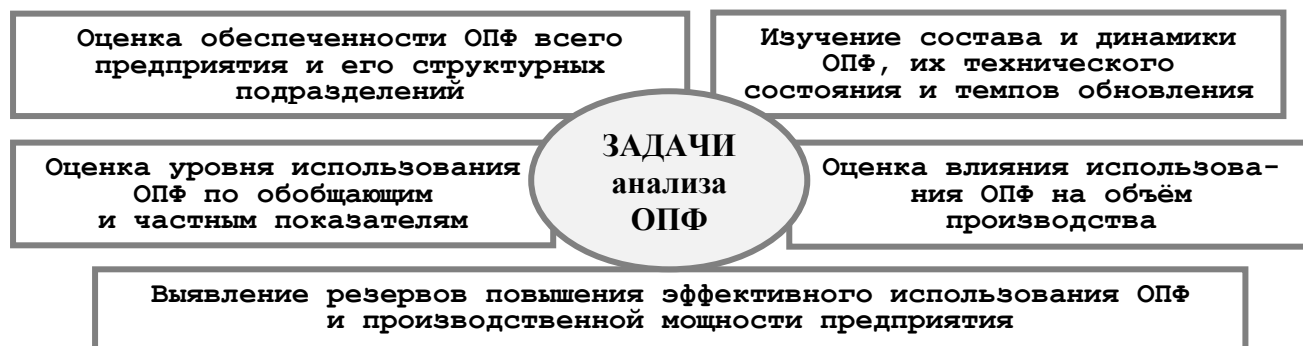 Оценка обеспеченности ОПФ всего
предприятия и его структурных
подразделений
Изучение состава и динамики
ОПФ, их технического
состояния и темпов обновления
ЗАДАЧИ
анализа
ОПФ
Оценка уровня использования
ОПФ по обобщающим
и частным показателям
Оценка влияния использова-
ния ОПФ на объём
производства
Выявление резервов повышения эффективного использования ОПФ
и производственной мощности предприятия